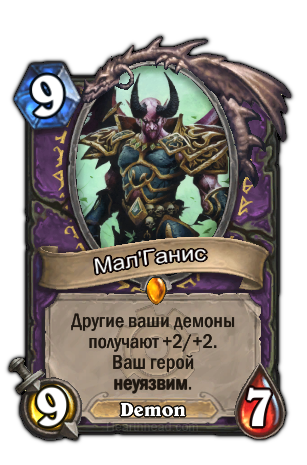 9
Мал'Ганис
Другие ваши демоны
получают +2/+2.
Ваш герой
неуязвим.
9
Demon
7